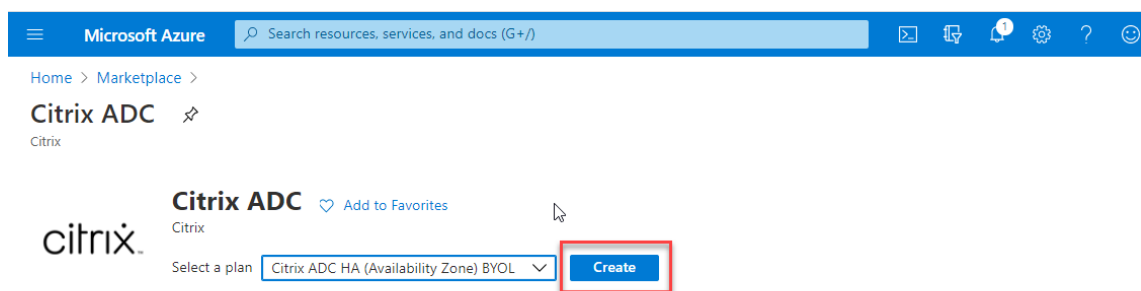 Microsoft Azure
Search resources, services, and docs (G+/)
1
Home > Marketplace >
Citrix ADC
Citrix
citrix
Citrix ADC
Add to Favorites
Citrix
Select a plan
Citrix ADC HA (Availability Zone) BYOL
Create